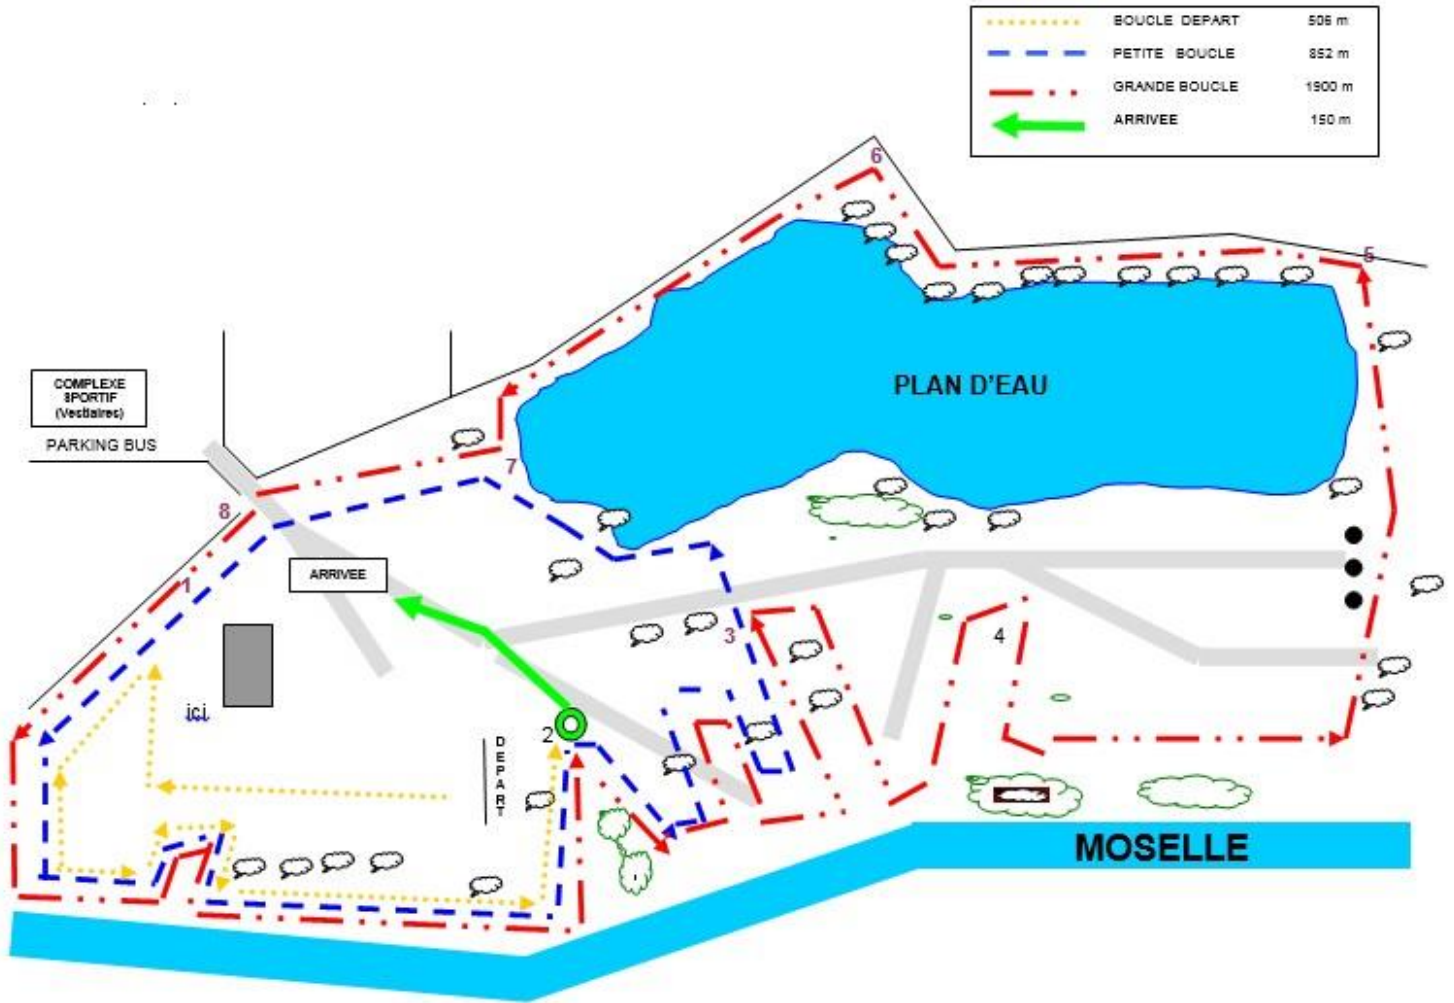 BOUCLE DEPART 506 m
PETITE BOUCLE 852 m
GRANDE BOUCLE 1900 m
ARRIVEE 150 m
6
5
PLAN D'EAU
COMPLEXE
SPORTIF
(Vestiaires)
PARKING BUS
7
8
ARRIVEE
1
3
4
ici
2
DEPART
MOSELLE